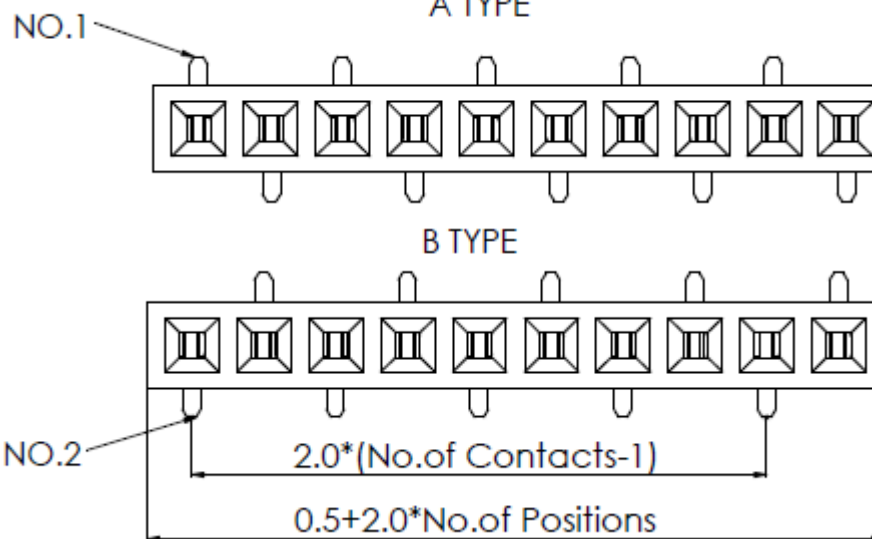 A TYPE
NO.1
B TYPE
NO.2
2.0*(No.of Contacts-1)
0.5+2.0*No.of Positions